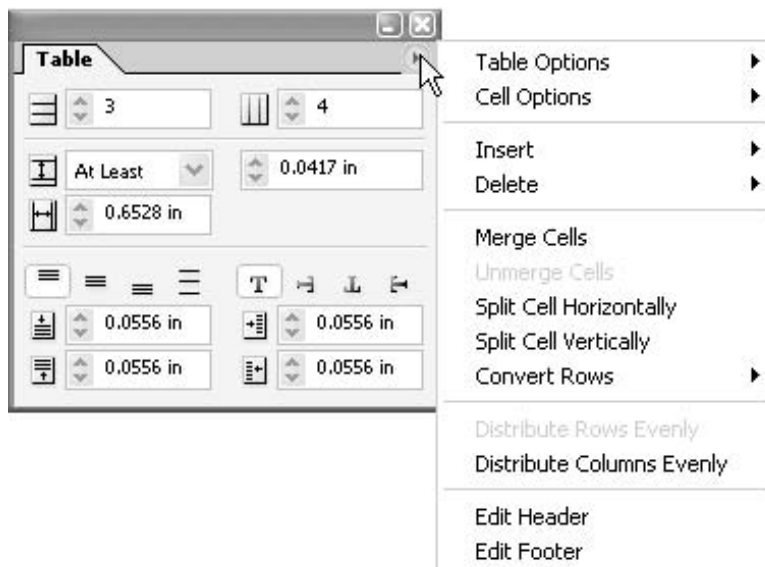 Table
3
4
At Least
0.0417 in
0.6528 in
T
0.0556 in
0.0556 in
0.0556 in
0.0556 in
Table Options
Cell Options
Insert
Delete
Merge Cells
Unmerge Cells
Split Cell Horizontally
Split Cell Vertically
Convert Rows
Distribute Rows Evenly
Distribute Columns Evenly
Edit Header
Edit Footer